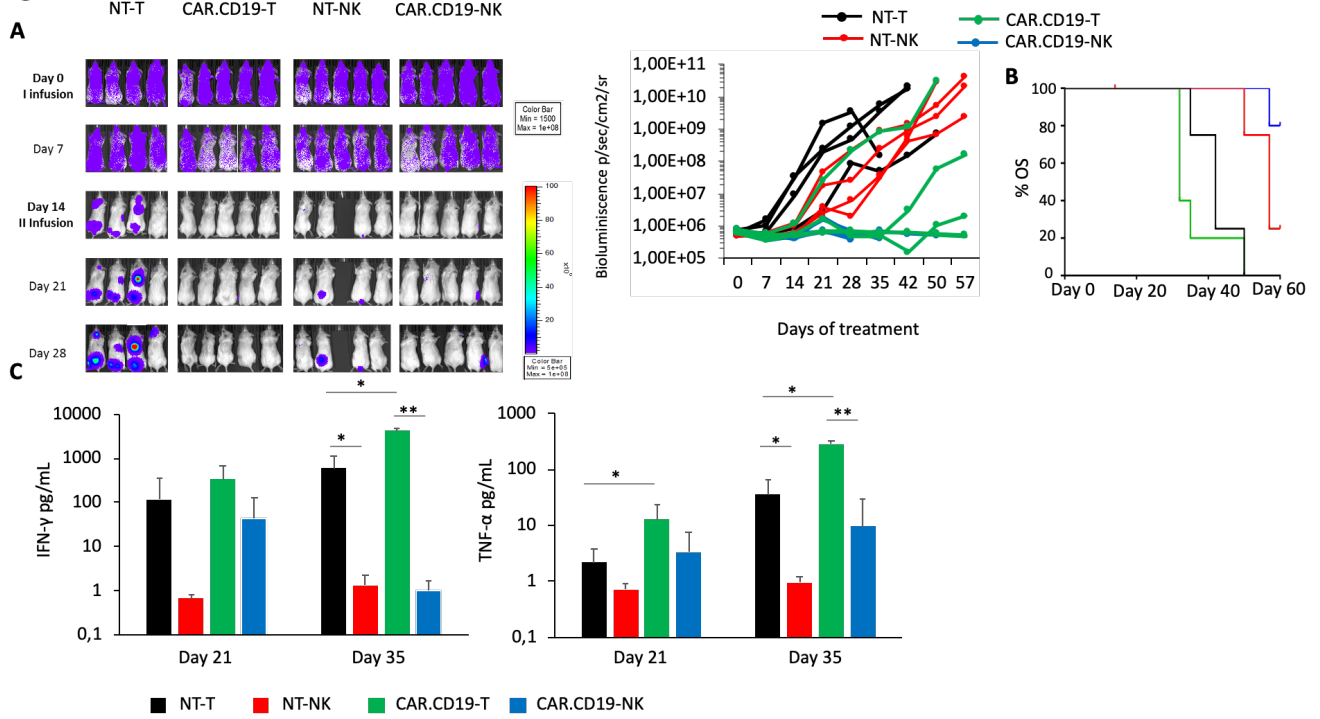 NT-T CAR.CD19-T NT-NK CAR.CD19-NK
A
Day 0
I infusion
Day 7
Day 14
II Infusion
Day 21
Day 28
Color Bar
Min = 1500
Max = 1e+08
100
80
60
40
20
Color Bar
Min = 5e+05
Max = 1e+08
NT-T CAR.CD19-T
NT-NK CAR.CD19-NK
Bioluminiscence p/sec/cm2/sr
1,00E+11
1,00E+10
1,00E+09
1,00E+08
1,00E+07
1,00E+06
1,00E+05
0 7 14 21 28 35 42 50 57
Days of treatment
B
% OS
100
80
60
40
20
0
Day 0 Day 20 Day 40 Day 60
C
IFN-γ pg/mL
10000
1000
100
10
1
0,1
* * **
Day 21 Day 35
TNF-α pg/mL
1000
100
10
1
0,1
* * * **
Day 21 Day 35
NT-T NT-NK CAR.CD19-T CAR.CD19-NK